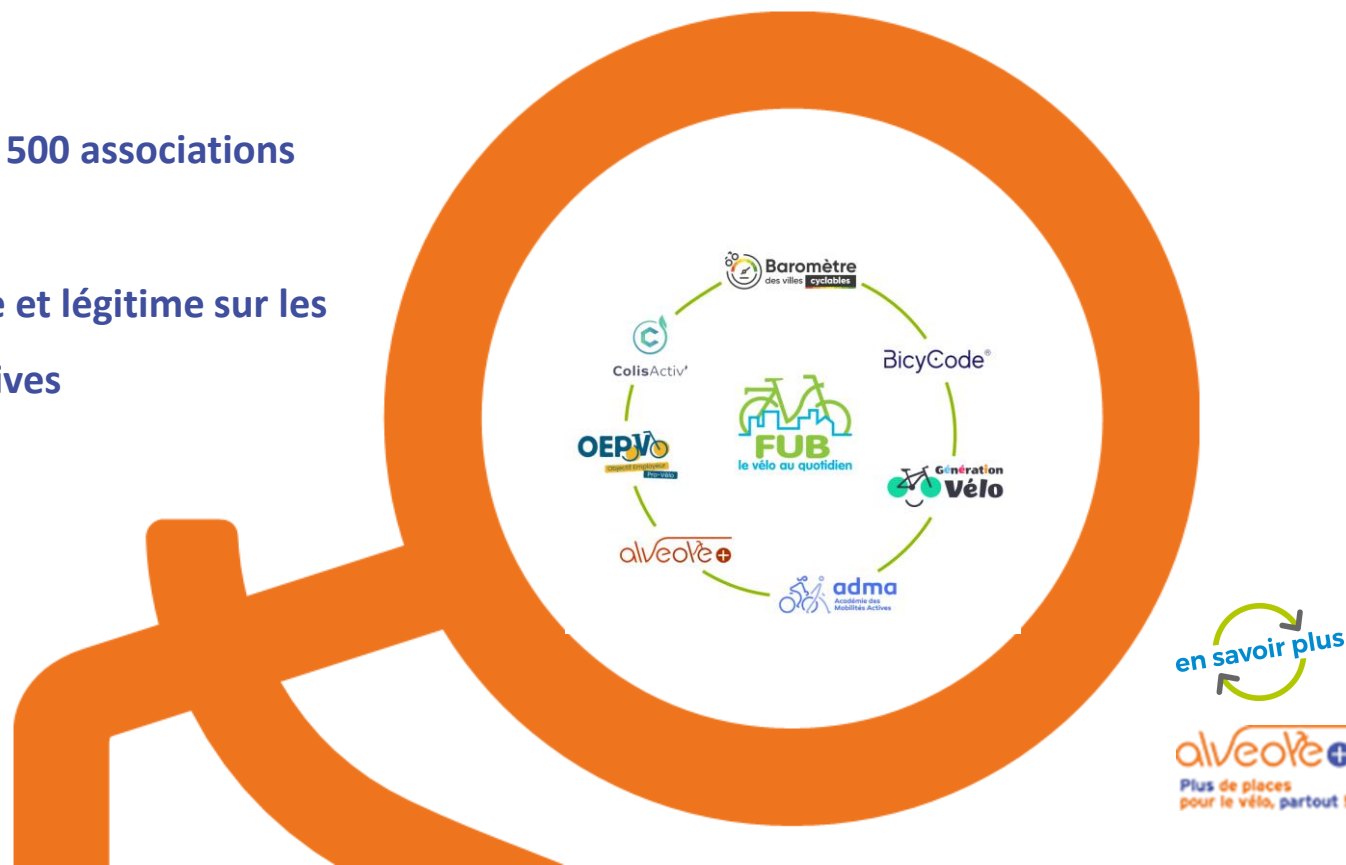 500 associations
e et légitime sur les
ives
Baromètre
des villes cyclables
ColisActiv'
BicyCode®
OEPV
Objectif Employeur
Pro-Vélo
FUB
le vélo au quotidien
Génération
Vélo
alveole+
adma
Académie des
Mobilités Actives
en savoir plus
alveole+
Plus de places
pour le vélo, partout !